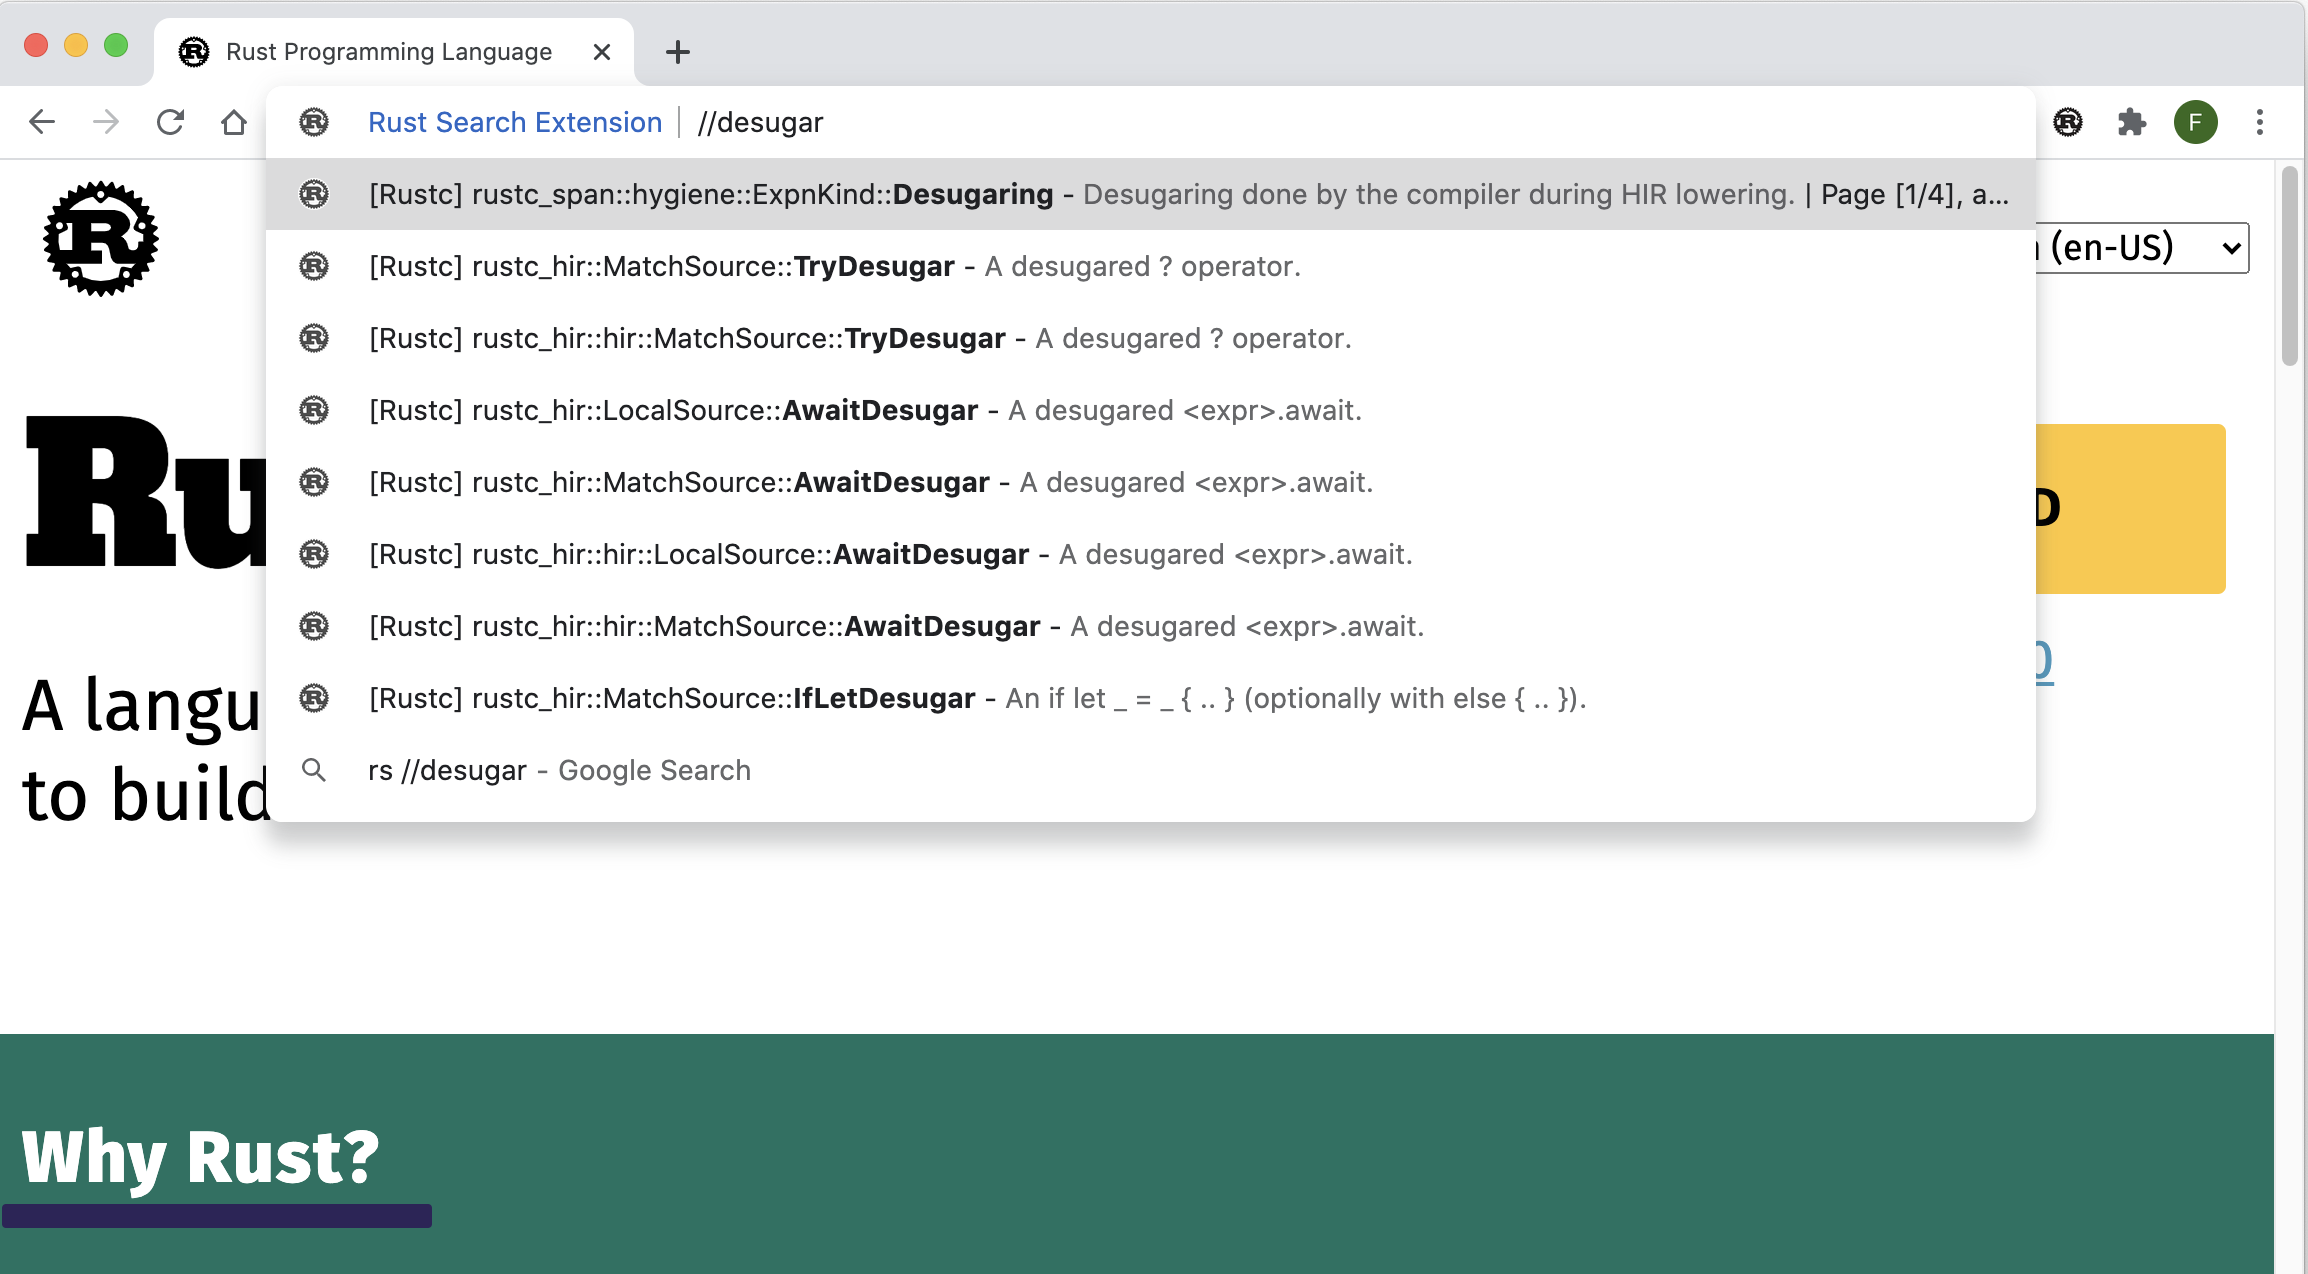 Rust Programming Language
Rust Search Extension //desugar
F
[Rustc] rustc_span::hygiene::ExpnKind::Desugaring - Desugaring done by the compiler during HIR lowering. | Page [1/4], a...
(en-US)
[Rustc] rustc_hir::MatchSource::TryDesugar - A desugared ? operator.
[Rustc] rustc_hir::hir::MatchSource::TryDesugar - A desugared ? operator.
[Rustc] rustc_hir::LocalSource::AwaitDesugar - A desugared <expr>.await.
[Rustc] rustc_hir::MatchSource::AwaitDesugar - A desugared <expr>.await.
[Rustc] rustc_hir::hir::LocalSource::AwaitDesugar - A desugared <expr>.await.
[Rustc] rustc_hir::hir::MatchSource::AwaitDesugar - A desugared <expr>.await.
[Rustc] rustc_hir::MatchSource::IfLetDesugar - An if let _ = _ { .. } (optionally with else { .. }).
rs //desugar - Google Search
Ru
A langu
to build
Why Rust?